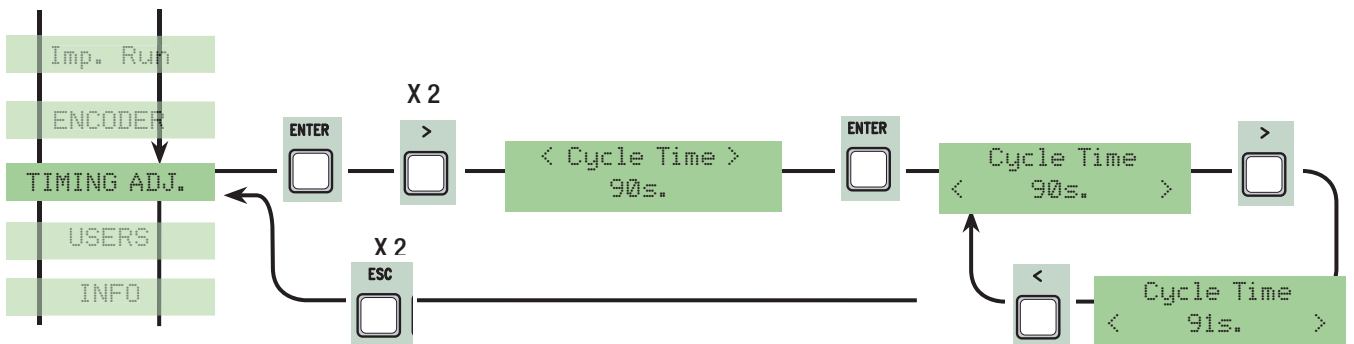 Imp. Run
ENCODER
TIMING ADJ.
USERS
INFO
ENTER
X 2
>
< Cycle Time >
90s.
ENTER
Cycle Time
< 90s. >
>
X 2
ESC
<
Cycle Time
< 91s. >